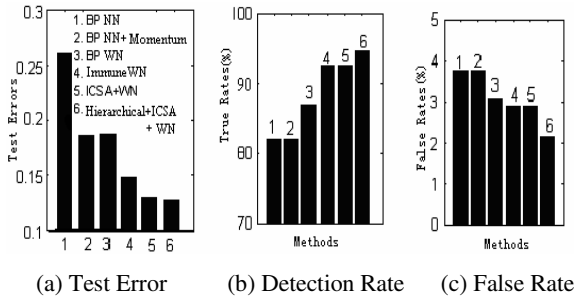 0.3
0.25
0.2
0.15
0.1
Test Errors
1. BP NN
2. BP NN+Momentum
3. BP WN
4. ImmuneWN
5. ICSA+WN
6. Hierarchical+ICSA
+ WN
1 2 3 4 5 6
(a) Test Error
100
90
80
70
True Rates(%)
1 2 3 4 5 6
Methods
(b) Detection Rate
5
4
3
2
1
0
False Rates(%)
1 2 3 4 5 6
Methods
(c) False Rate